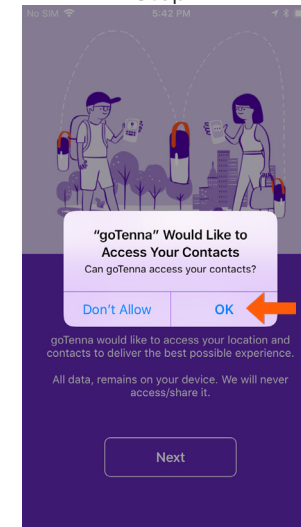 No SIM 5:42 PM
"goTenna" Would Like to
Access Your Contacts
Can goTenna access your contacts?
Don't Allow OK
goTenna would like to access your location and
contacts to deliver the best possible experience.
All data, remains on your device. We will never
access/share it.
Next